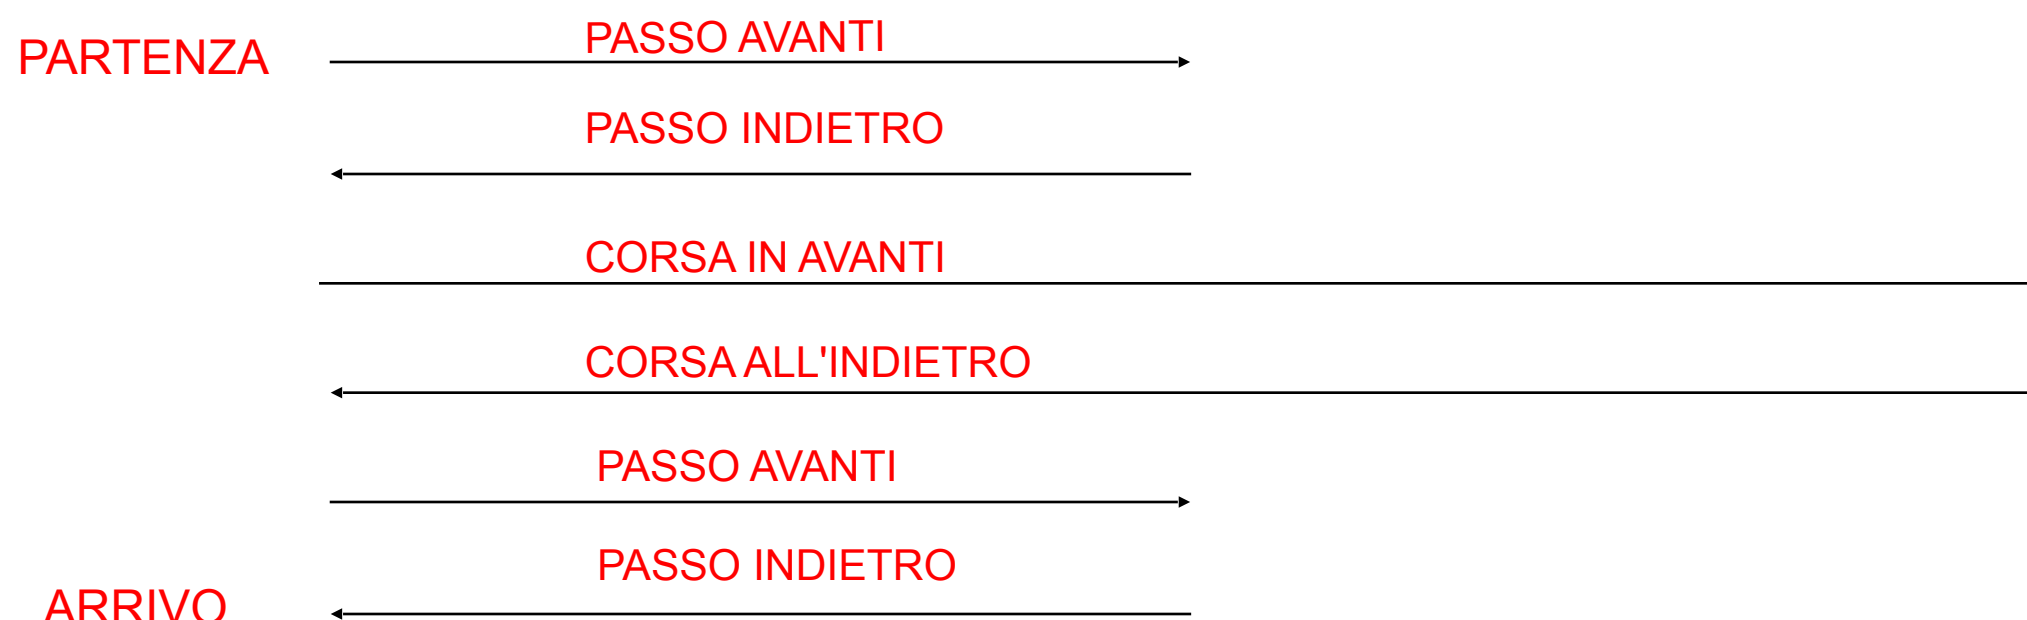 PARTENZA
PASSO AVANTI
PASSO INDIETRO
CORSA IN AVANTI
CORSA ALL'INDIETRO
PASSO AVANTI
PASSO INDIETRO
ARRIVO